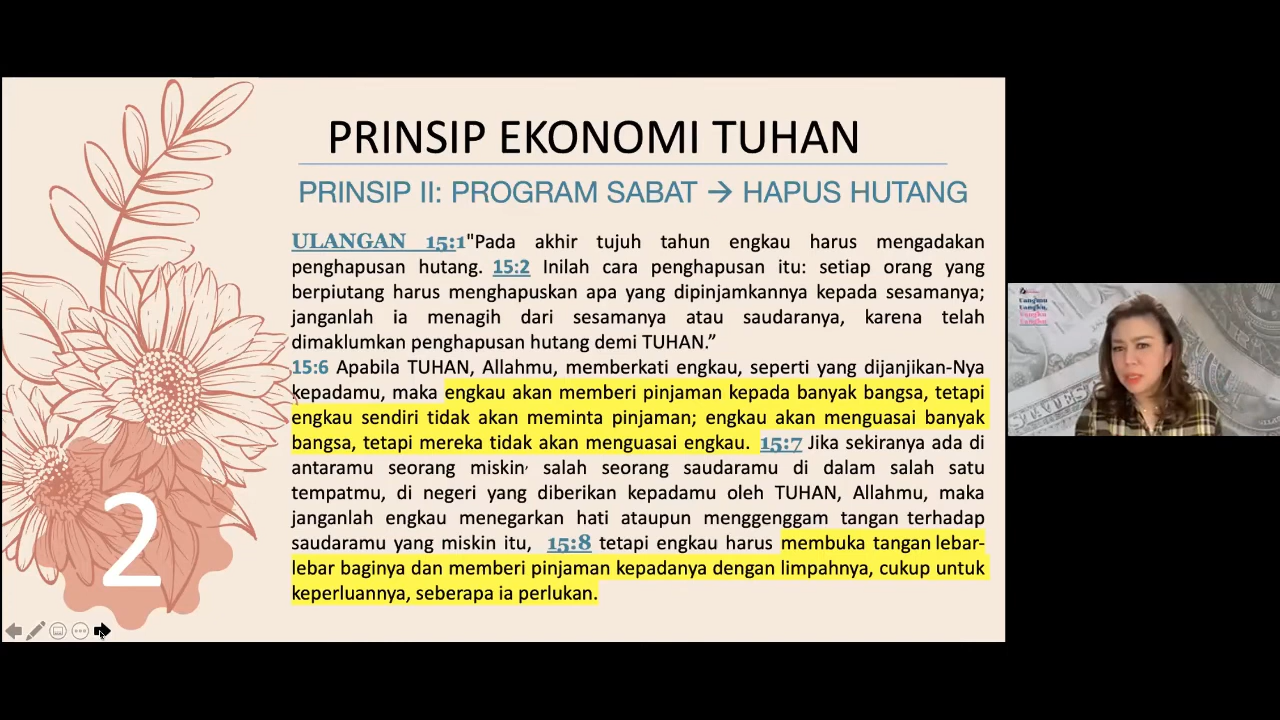 PRINSIP EKONOMI TUHAN
PRINSIP II: PROGRAM SABAT → HAPUS HUTANG
ULANGAN 15:1"Pada akhir tujuh tahun engkau harus mengadakan
penghapusan hutang. 15:2 Inilah cara penghapusan itu: setiap orang yang
berpiutang harus menghapuskan apa yang dipinjamkannya kepada sesamanya;
janganlah ia menagih dari sesamanya atau saudaranya, karena telah
dimaklumkan penghapusan hutang demi TUHAN.”
15:6 Apabila TUHAN, Allahmu, memberkati engkau, seperti yang dijanjikan-Nya
kepadamu, maka engkau akan memberi pinjaman kepada banyak bangsa, tetapi
engkau sendiri tidak akan meminta pinjaman; engkau akan menguasai banyak
bangsa, tetapi mereka tidak akan menguasai engkau. 15:7 Jika sekiranya ada di
antaramu seorang miskin, salah seorang saudaramu di dalam salah satu
tempatmu, di negeri yang diberikan kepadamu oleh TUHAN, Allahmu, maka
janganlah engkau menegarkan hati ataupun menggenggam tangan terhadap
saudaramu yang miskin itu, 15:8 tetapi engkau harus membuka tangan lebar-
lebar baginya dan memberi pinjaman kepadanya dengan limpahnya, cukup untuk
keperluannya, seberapa ia perlukan.
2